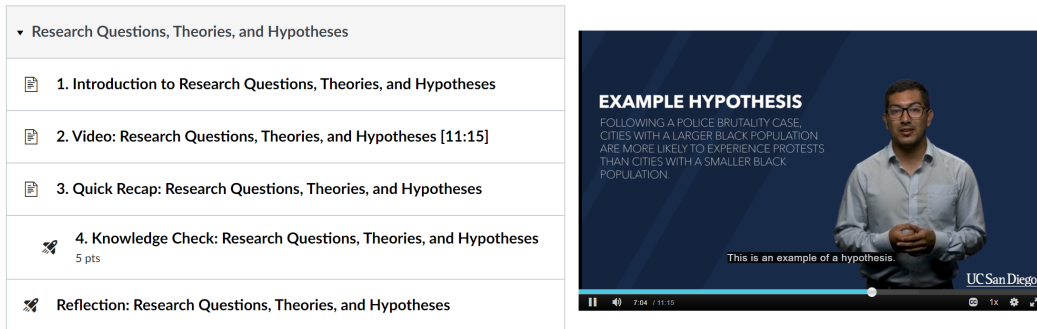 Research Questions, Theories, and Hypotheses
1. Introduction to Research Questions, Theories, and Hypotheses
2. Video: Research Questions, Theories, and Hypotheses [11:15]
3. Quick Recap: Research Questions, Theories, and Hypotheses
4. Knowledge Check: Research Questions, Theories, and Hypotheses
5 pts
Reflection: Research Questions, Theories, and Hypotheses
EXAMPLE HYPOTHESIS
FOLLOWING A POLICE BRUTALITY CASE,
CITIES WITH A LARGER BLACK POPULATION
ARE MORE LIKELY TO EXPERIENCE PROTESTS
THAN CITIES WITH A SMALLER BLACK
POPULATION.
This is an example of a hypothesis.
UC San Diego
7:04 / 11:15
CC
1x